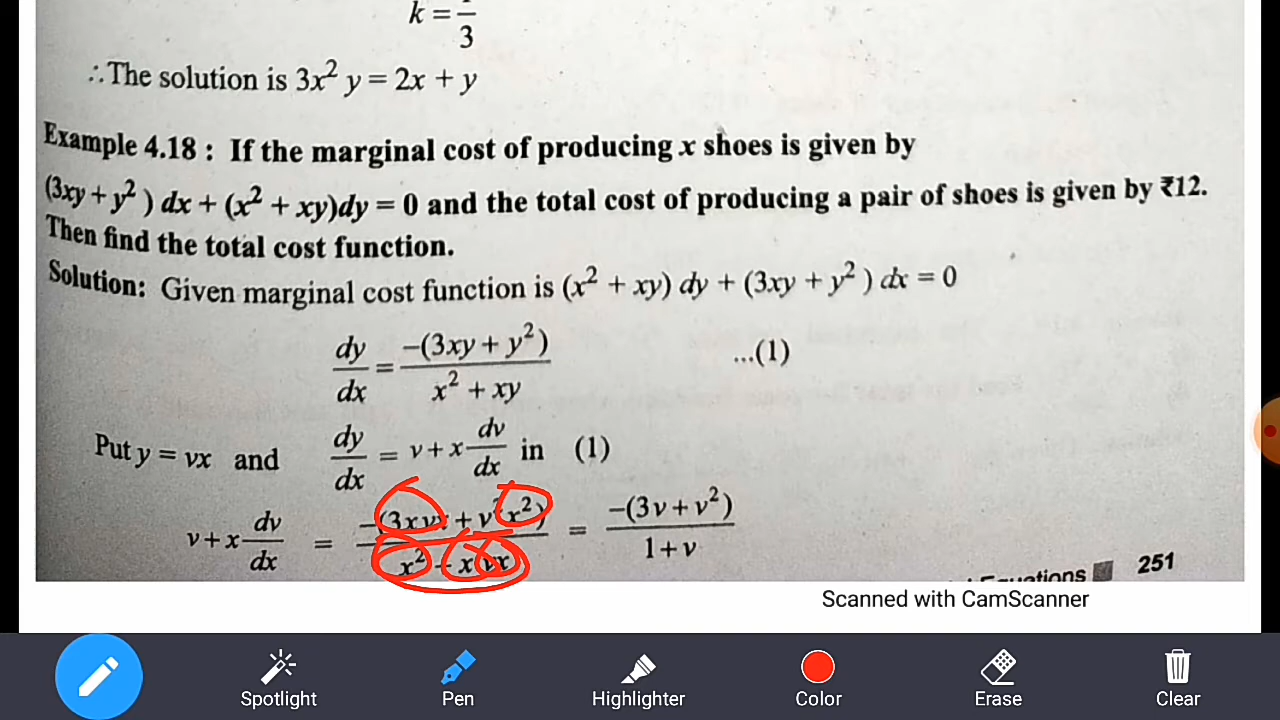 k = 1/3
∴The solution is 3x² y = 2x + y
Example 4.18 : If the marginal cost of producing x shoes is given by
(3xy + y² ) dx + (x² + xy)dy = 0 and the total cost of producing a pair of shoes is given by ₹12.
Then find the total cost function.
Solution: Given marginal cost function is (x² + xy) dy + (3xy + y² ) dx = 0
dy/dx = -(3xy + y²)/(x² + xy) ...(1)
Put y = vx and dy/dx = v + x dv/dx in (1)
v + x dv/dx = -(3xvx + v²x²)/(x² + xvx) = -(3v + v²)/(1 + v)
Equations 251
Scanned with CamScanner
Spotlight Pen Highlighter Color Erase Clear